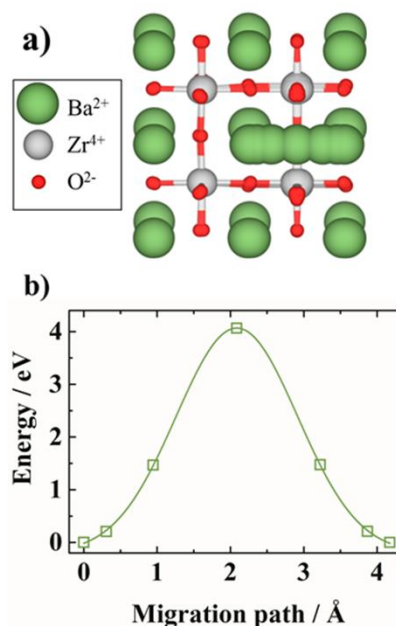 a)
Ba²⁺
Zr⁴⁺
O²⁻
b)
Energy / eV
4
3
2
1
0
0 1 2 3 4
Migration path / Å